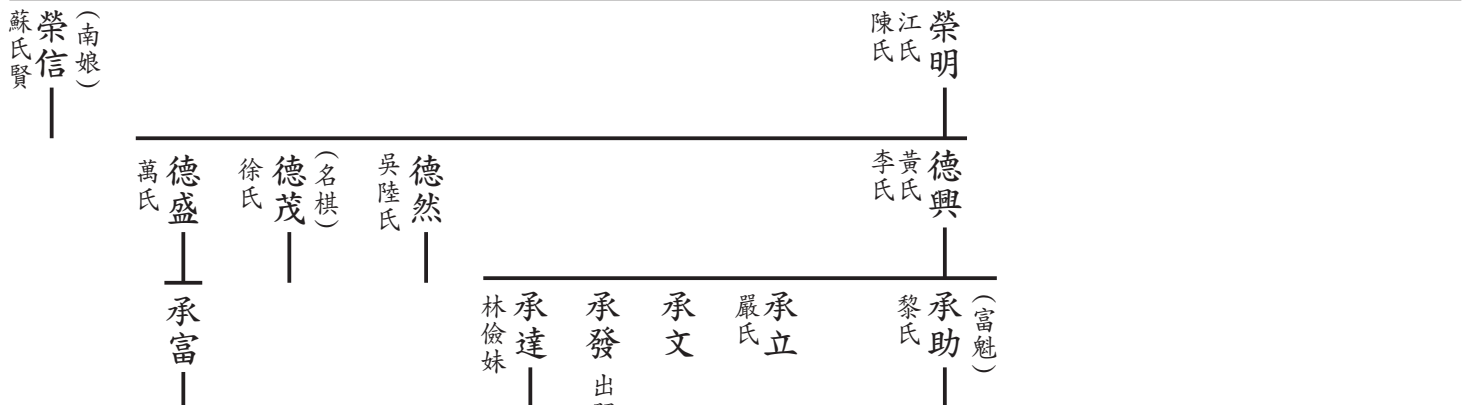 榮明
江氏
陳氏
(南娘)
榮信
蘇氏賢
德興
黃氏
李氏
德然
吳陸氏
(名棋)
德茂
徐氏
德盛
萬氏
(富魁)
承助
黎氏
承立
嚴氏
承文
承發
出
承達
林儉妹
承富